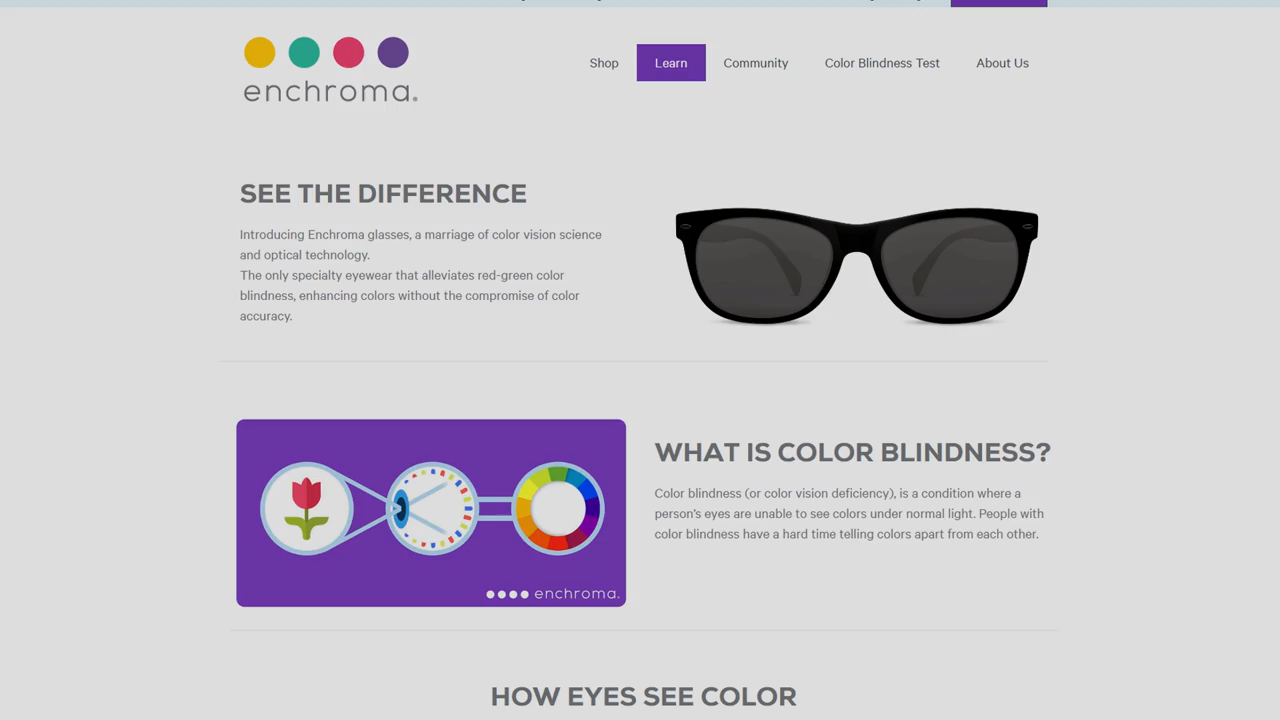 Shop Learn Community Color Blindness Test About Us
enchroma.®
SEE THE DIFFERENCE
Introducing Enchroma glasses, a marriage of color vision science
and optical technology.
The only specialty eyewear that alleviates red-green color
blindness, enhancing colors without the compromise of color
accuracy.
WHAT IS COLOR BLINDNESS?
Color blindness (or color vision deficiency), is a condition where a
person's eyes are unable to see colors under normal light. People with
color blindness have a hard time telling colors apart from each other.
enchroma.
HOW EYES SEE COLOR